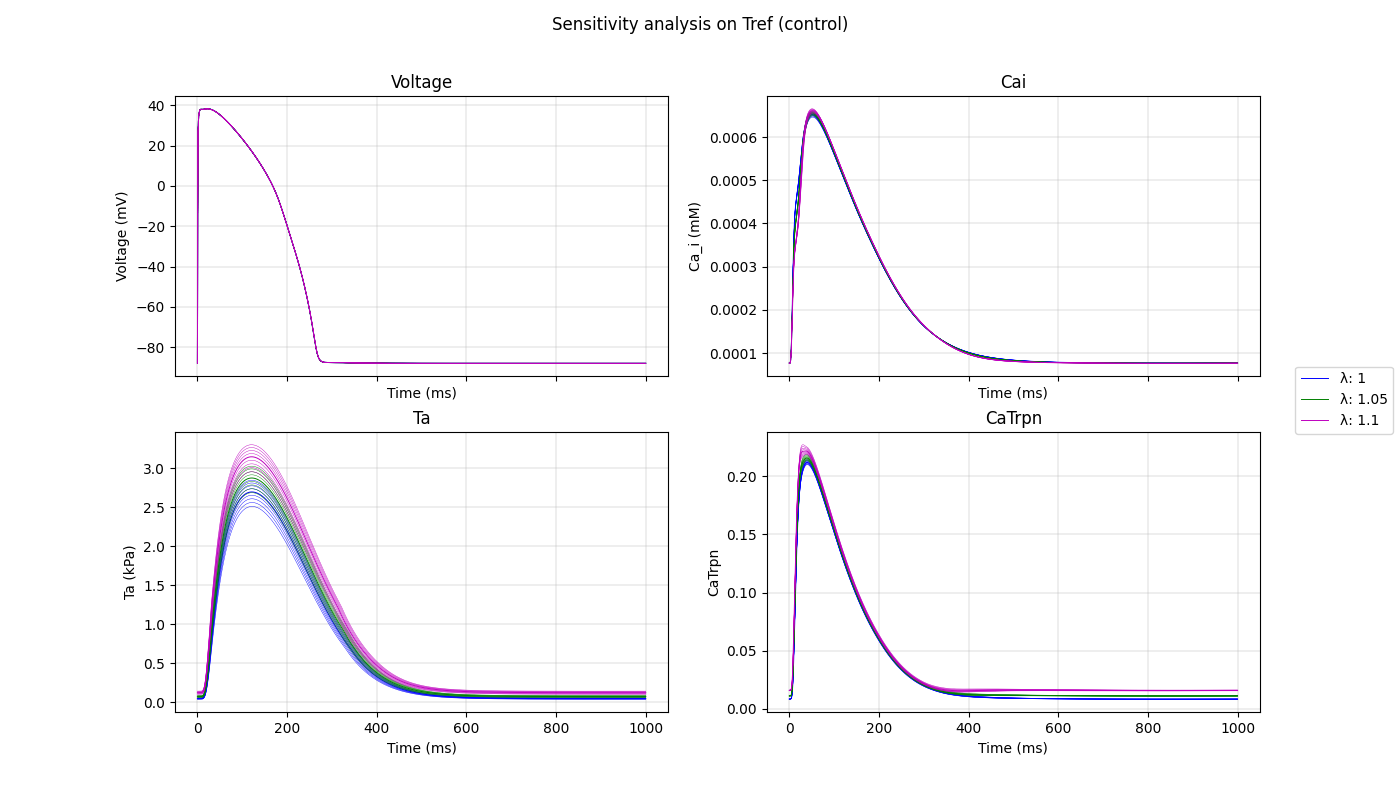 Sensitivity analysis on Tref (control)
Voltage
40
20
0
−20
−40
−60
−80
Voltage (mV)
Time (ms)
Cai
0.0006
0.0005
0.0004
0.0003
0.0002
0.0001
Ca_i (mM)
Time (ms)
λ: 1
λ: 1.05
λ: 1.1
Ta
3.0
2.5
2.0
1.5
1.0
0.5
0.0
Ta (kPa)
0 200 400 600 800 1000
Time (ms)
CaTrpn
0.20
0.15
0.10
0.05
0.00
CaTrpn
0 200 400 600 800 1000
Time (ms)